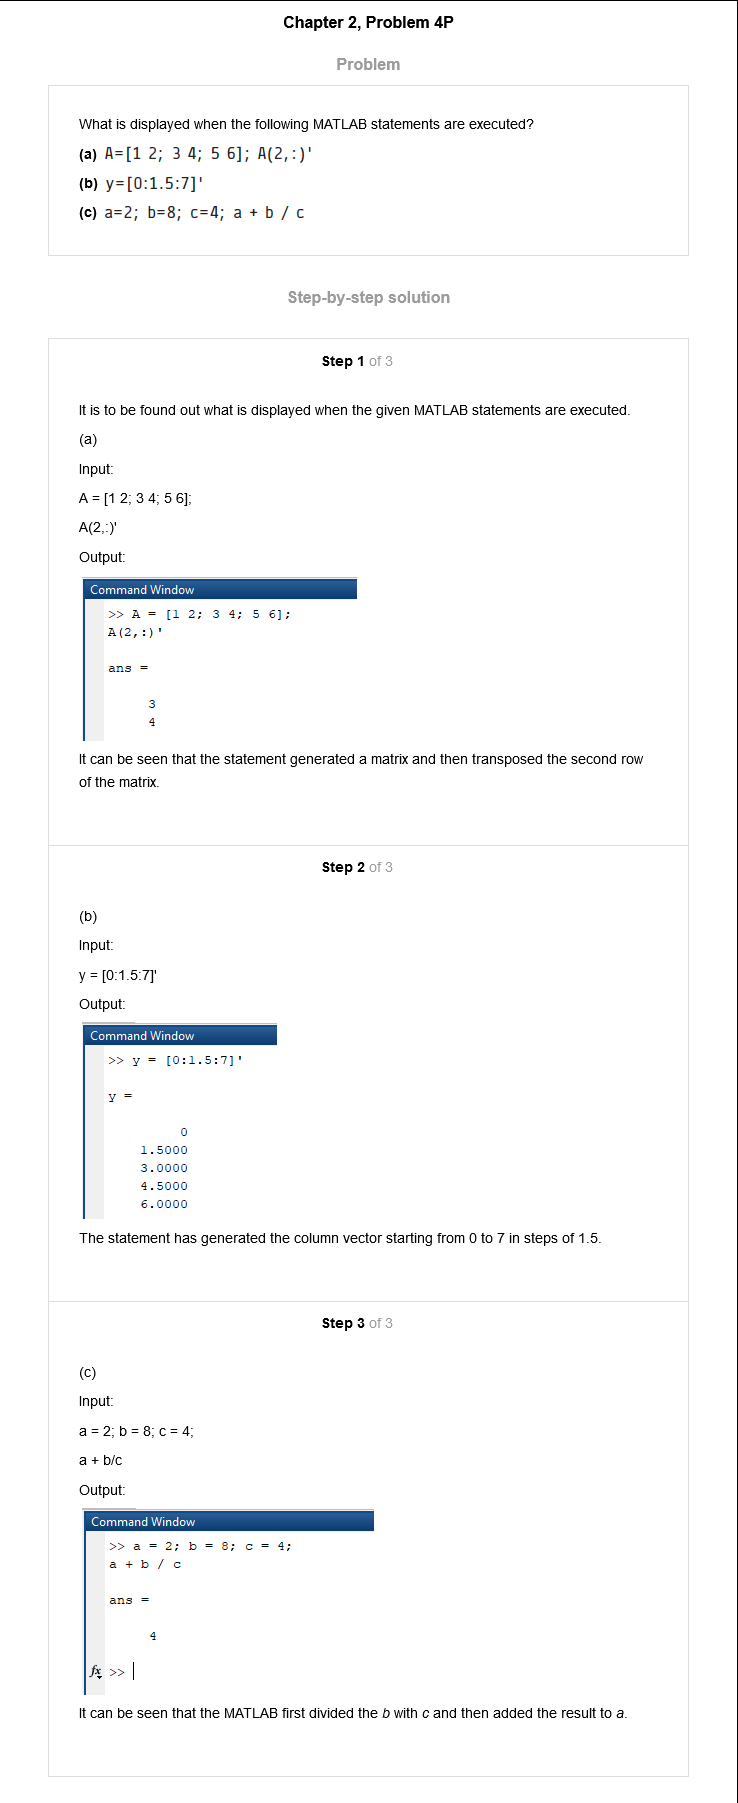 Chapter 2, Problem 4P
Problem
What is displayed when the following MATLAB statements are executed?
(a) A=[1 2; 3 4; 5 6]; A(2,:)'
(b) y=[0:1.5:7]'
(c) a=2; b=8; c=4; a + b / c
Step-by-step solution
Step 1 of 3
It is to be found out what is displayed when the given MATLAB statements are executed.
(a)
Input:
A = [1 2; 3 4; 5 6];
A(2,:)'
Output:
Command Window
>> A = [1 2; 3 4; 5 6];
A(2,:)'
ans =
3
4
It can be seen that the statement generated a matrix and then transposed the second row
of the matrix.
Step 2 of 3
(b)
Input:
y = [0:1.5:7]'
Output:
Command Window
>> y = [0:1.5:7]'
y =
0
1.5000
3.0000
4.5000
6.0000
The statement has generated the column vector starting from 0 to 7 in steps of 1.5.
Step 3 of 3
(c)
Input:
a = 2; b = 8; c = 4;
a + b/c
Output:
Command Window
>> a = 2; b = 8; c = 4;
a + b / c
ans =
4
fx >>
It can be seen that the MATLAB first divided the b with c and then added the result to a.